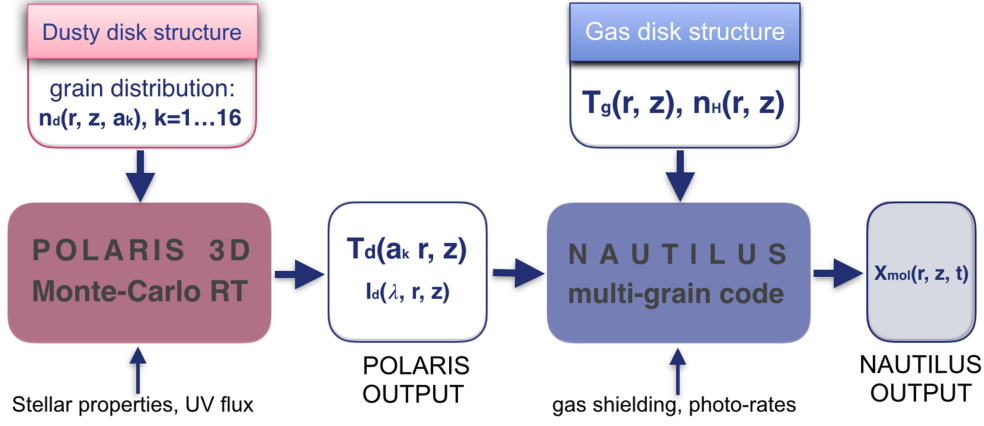 Dusty disk structure
grain distribution:
nd(r, z, ak), k=1...16
Gas disk structure
Tg(r, z), nH(r, z)
POLARIS 3D
Monte-Carlo RT
Td(ak r, z)
Id(λ, r, z)
NAUTILUS
multi-grain code
Xmol(r, z, t)
POLARIS
OUTPUT
NAUTILUS
OUTPUT
Stellar properties, UV flux
gas shielding, photo-rates